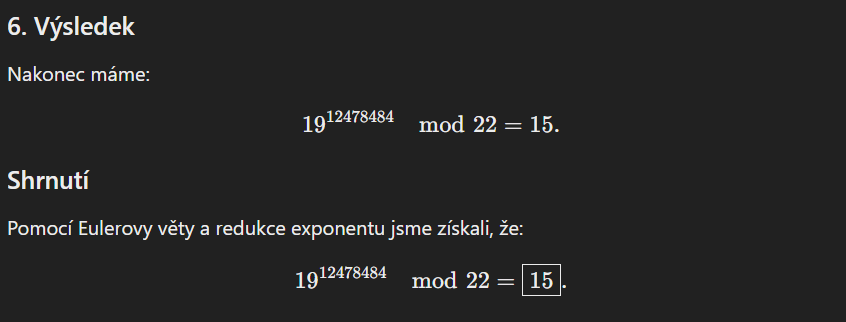 6. Výsledek
Nakonec máme:
19^12478484 mod 22 = 15.
Shrnutí
Pomocí Eulerovy věty a redukce exponentu jsme získali, že:
19^12478484 mod 22 = 15.